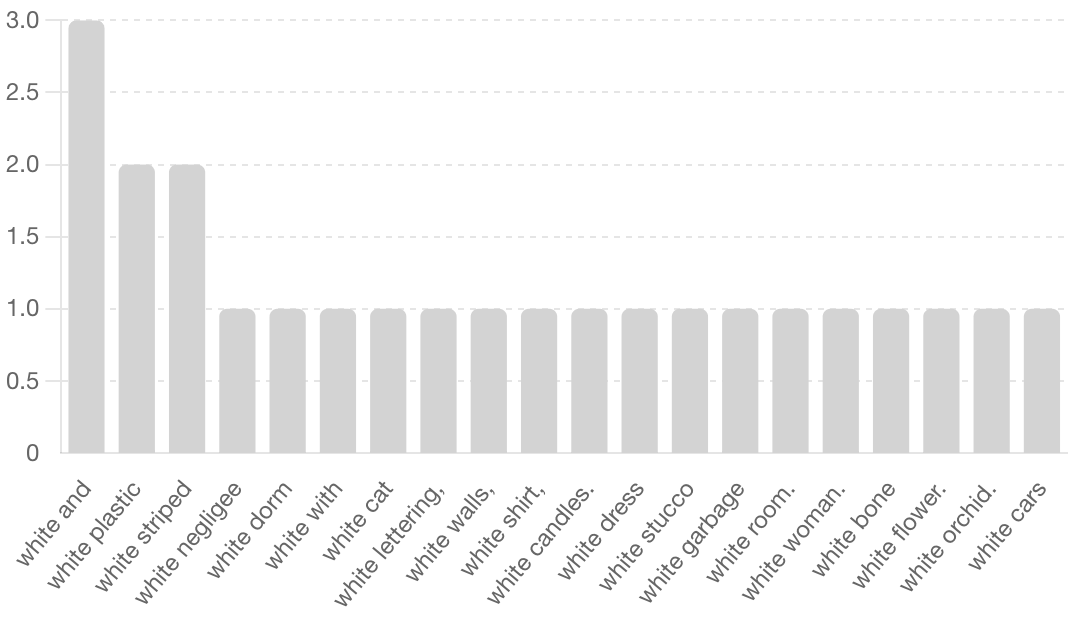 3.0
2.5
2.0
1.5
1.0
0.5
0
white and
white plastic
white striped
white negligee
white dorm
white with
white cat
white lettering,
white walls,
white shirt,
white candles.
white dress
white stucco
white garbage
white room.
white woman.
white bone
white flower.
white orchid.
white cars